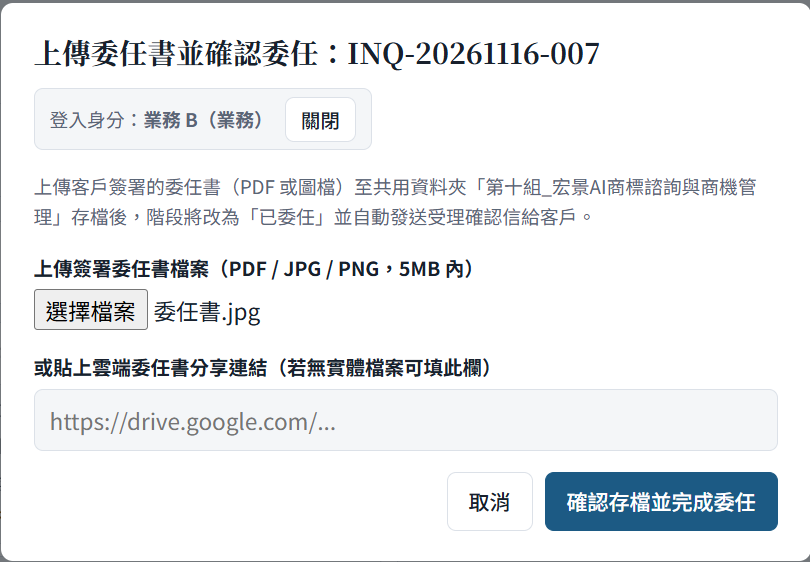 上傳委任書並確認委任：INQ-20261116-007
登入身分：業務 B（業務） 關閉
上傳客戶簽署的委任書（PDF 或圖檔）至共用資料夾「第十組_宏景AI商標諮詢與商機管
理」存檔後，階段將改為「已委任」並自動發送受理確認信給客戶。
上傳簽署委任書檔案（PDF / JPG / PNG，5MB 內）
選擇檔案 委任書.jpg
或貼上雲端委任書分享連結（若無實體檔案可填此欄）
https://drive.google.com/...
取消 確認存檔並完成委任